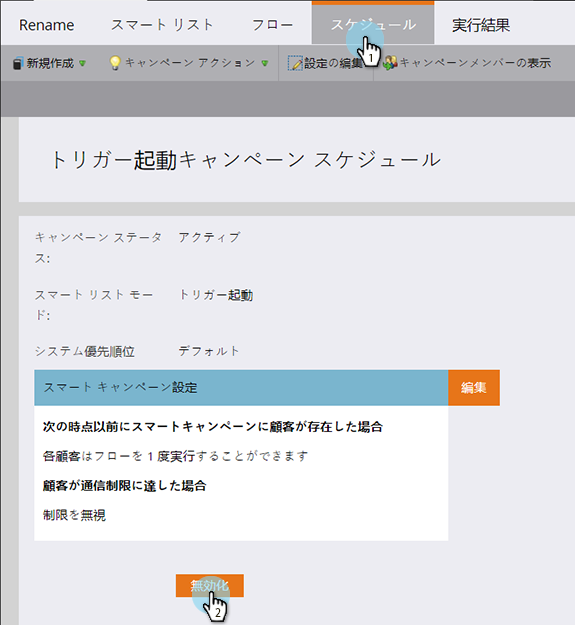 Rename スマート リスト フロー スケジュール 実行結果
1
新規作成 キャンペーン アクション 設定の編集 キャンペーンメンバーの表示
トリガー起動キャンペーン スケジュール
キャンペーン ステータ アクティブ
ス:
スマート リスト モー トリガー起動
ド:
システム優先順位 デフォルト
スマート キャンペーン設定 編集
次の時点以前にスマートキャンペーンに顧客が存在した場合
各顧客はフローを 1 度実行することができます
顧客が通信制限に達した場合
制限を無視
無効化
2